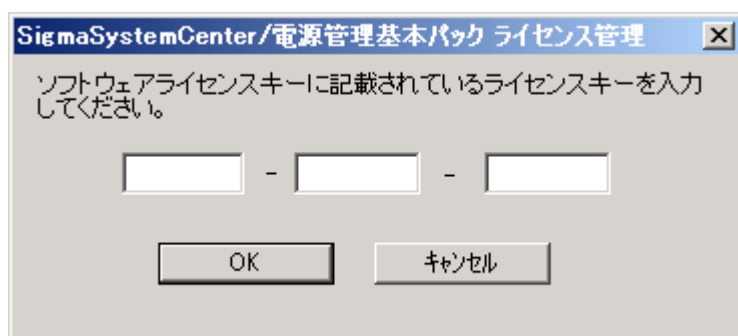 SigmaSystemCenter/電源管理基本パック ライセンス管理
ソフトウェアライセンスキーに記載されているライセンスキーを入力
してください。
- -
OK キャンセル